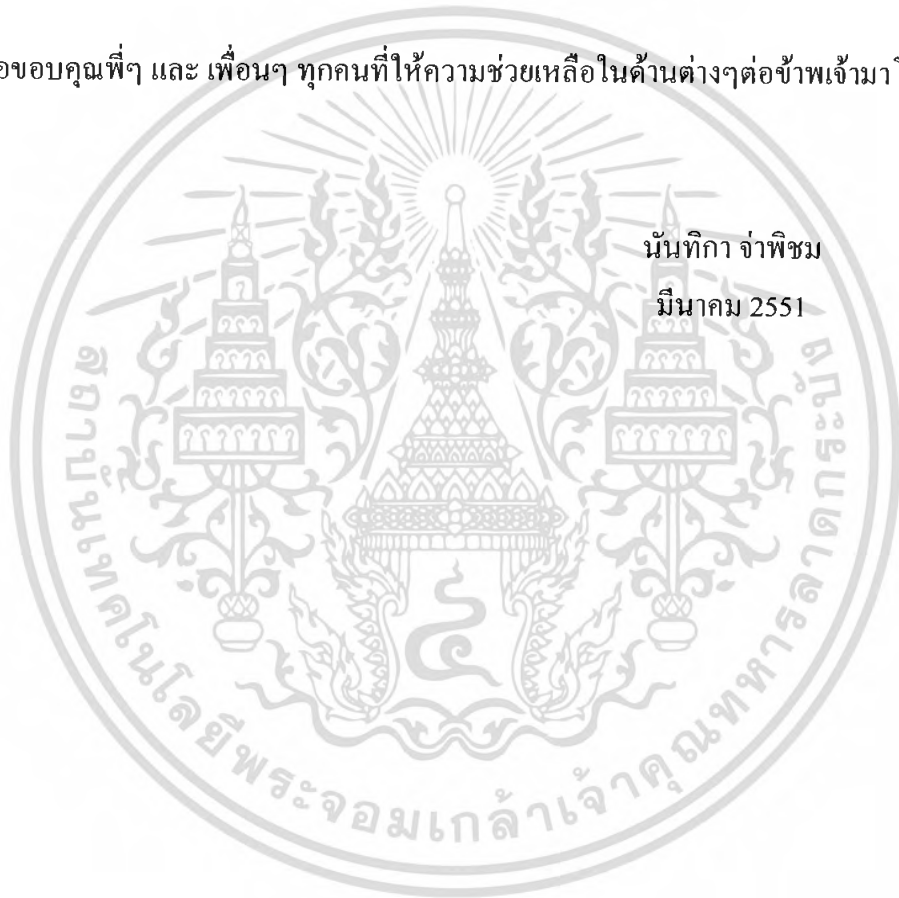 อขอบคุณพี่ๆ และ เพื่อนๆ ทุกคนที่ให้ความช่วยเหลือในด้านต่างๆต่อข้าพเจ้ามา
นันทิกา จ่าพิชม
มีนาคม 2551
สถาบันเทคโนโลยีพระจอมเกล้าเจ้าคุณทหารลาดกระบัง